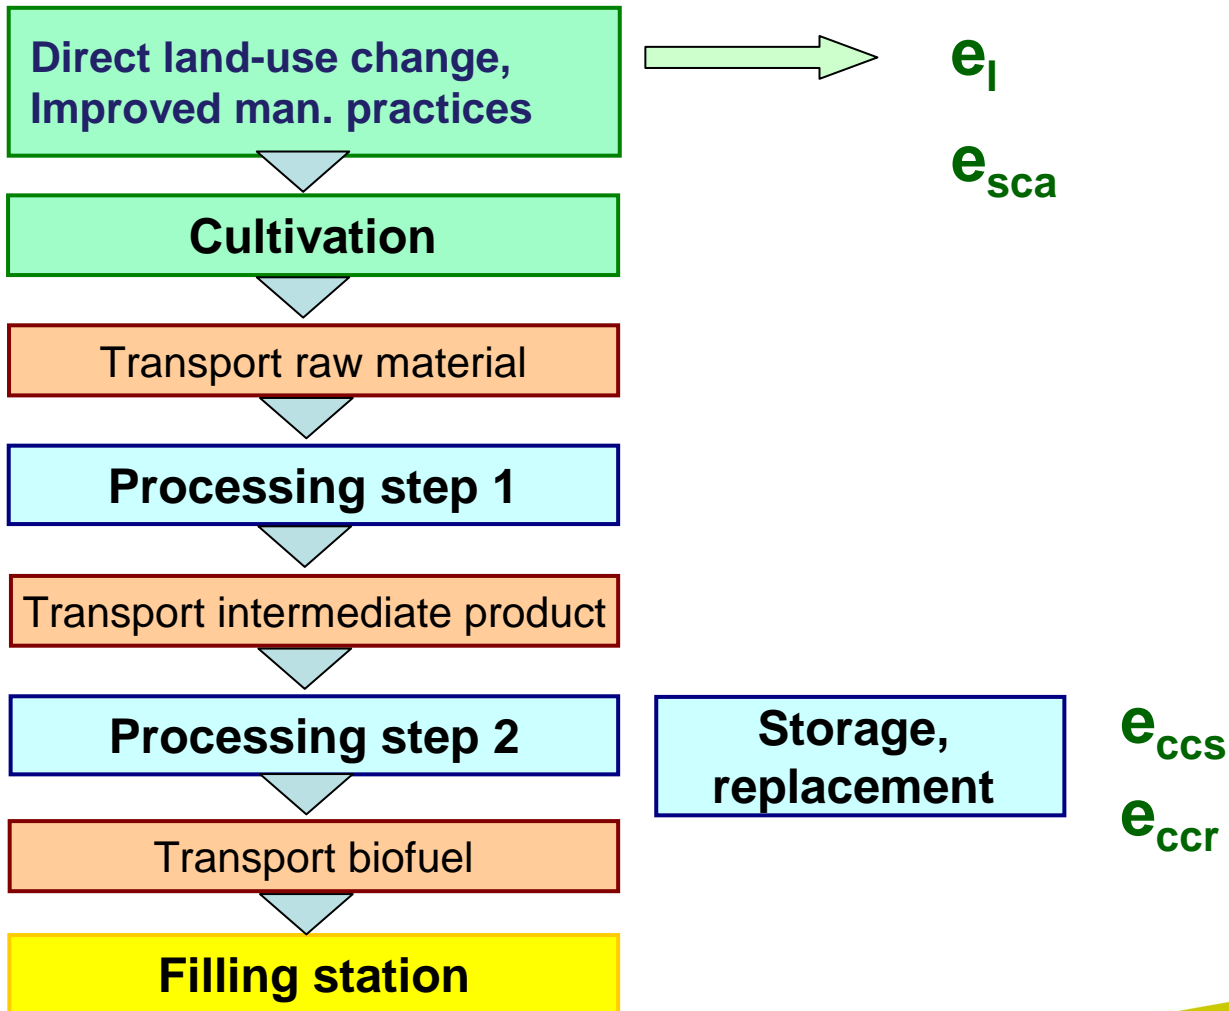 Direct land-use change,
Improved man. practices
e_l
e_sca
Cultivation
Transport raw material
Processing step 1
Transport intermediate product
Processing step 2
Storage,
replacement
e_ccs
e_ccr
Transport biofuel
Filling station